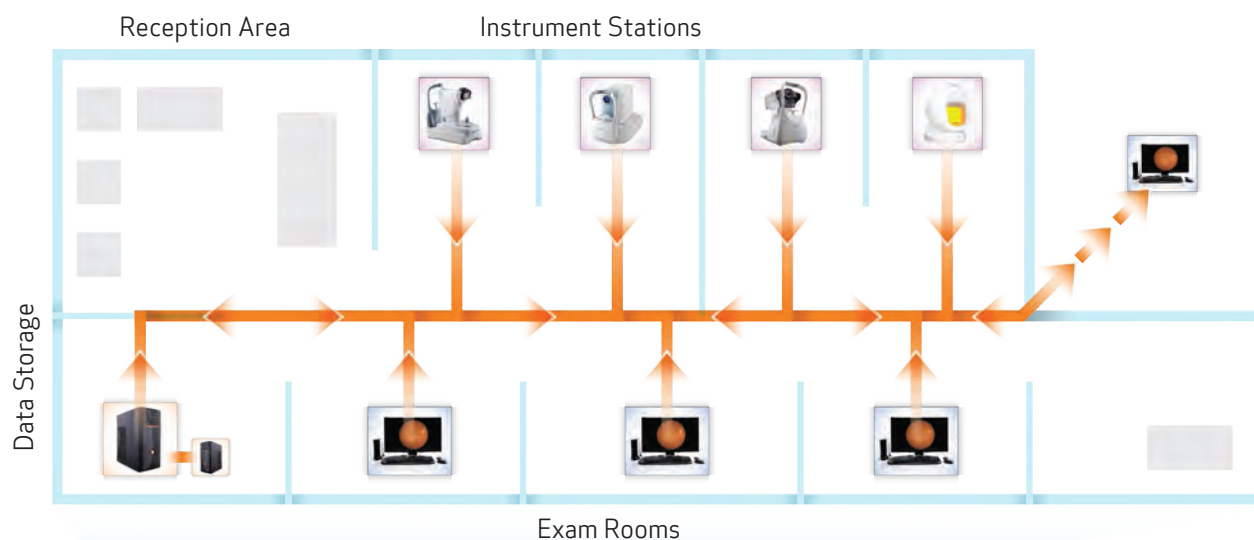 Reception Area
Instrument Stations
Data Storage
Exam Rooms